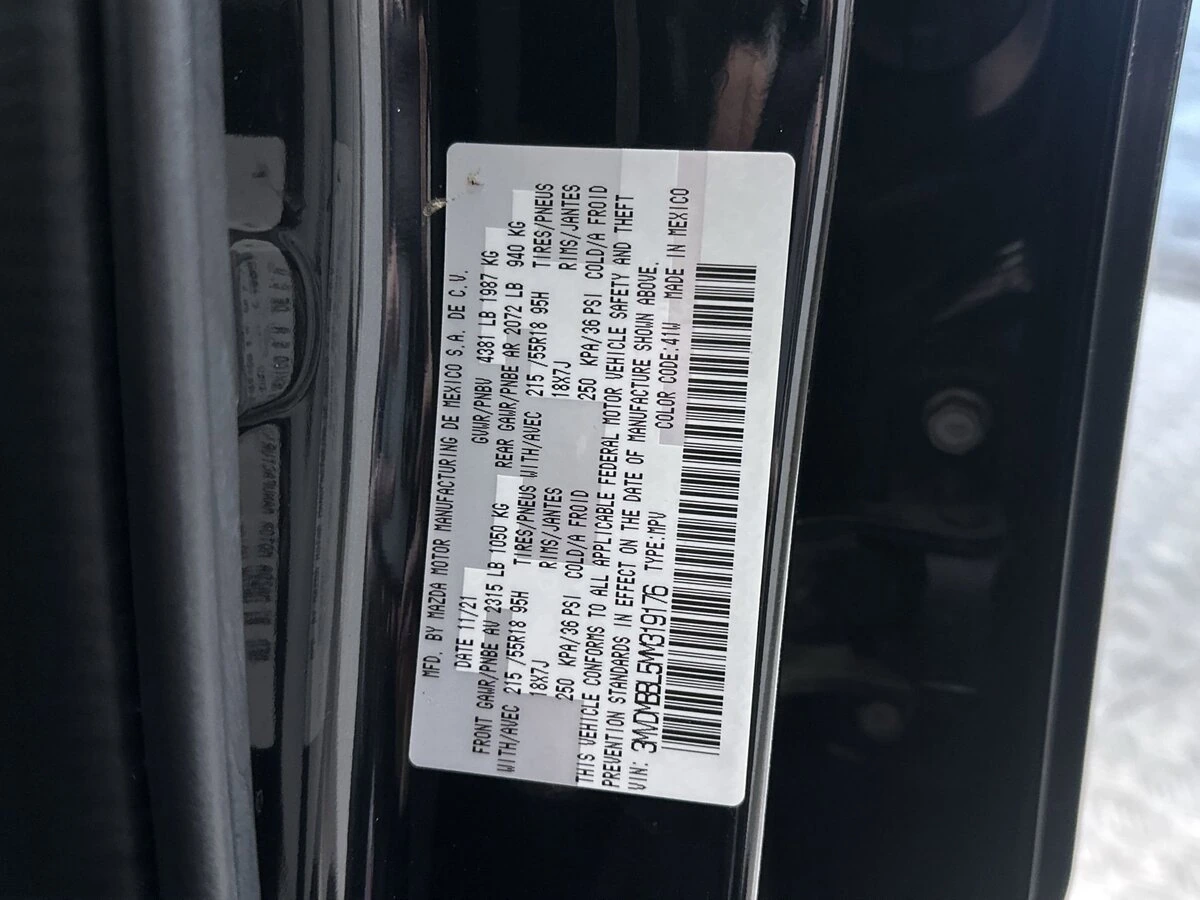 MFD. BY MAZDA MOTOR MANUFACTURING DE MEXICO S.A. DE C.V.
DATE 11/21 GVWR/PNBV 4381 LB 1987 KG
FRONT GAWR/PNBE AV 2315 LB 1050 KG REAR GAWR/PNBE AR 2072 LB 940 KG
WITH/AVEC 215 /55R18 95H TIRES/PNEUS WITH/AVEC 215 /55R18 95H TIRES/PNEUS
18X7J RIMS/JANTES 18X7J RIMS/JANTES
250 KPA/36 PSI COLD/A FROID 250 KPA/36 PSI COLD/A FROID
THIS VEHICLE CONFORMS TO ALL APPLICABLE FEDERAL MOTOR VEHICLE SAFETY AND THEFT
PREVENTION STANDARDS IN EFFECT ON THE DATE OF MANUFACTURE SHOWN ABOVE.
VIN: 3MVDMBBL5NM319176 TYPE:MPV COLOR CODE:41W MADE IN MEXICO